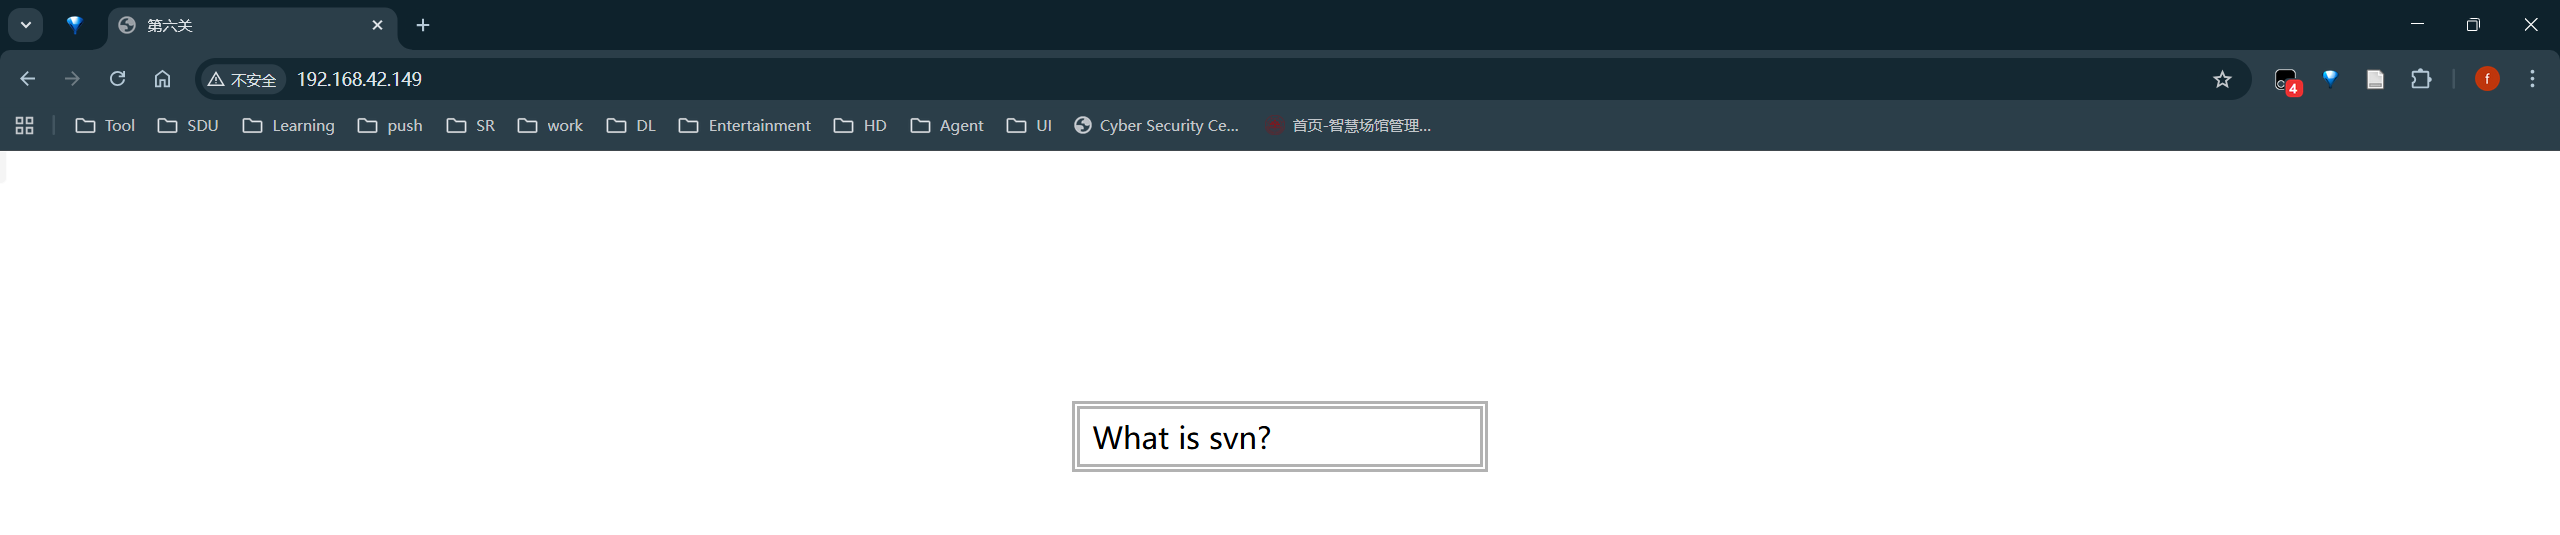 第六关
不安全 192.168.42.149
4
f
Tool SDU Learning push SR work DL Entertainment HD Agent UI Cyber Security Ce... 首页-智慧场馆管理...
What is svn?